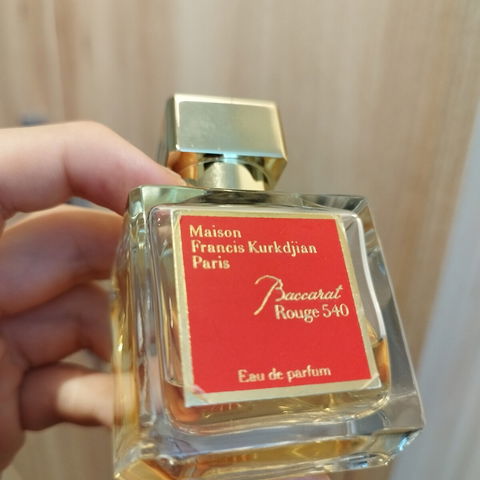 Maison
Francis Kurkdjian
Paris
Baccarat
Rouge 540
Eau de parfum